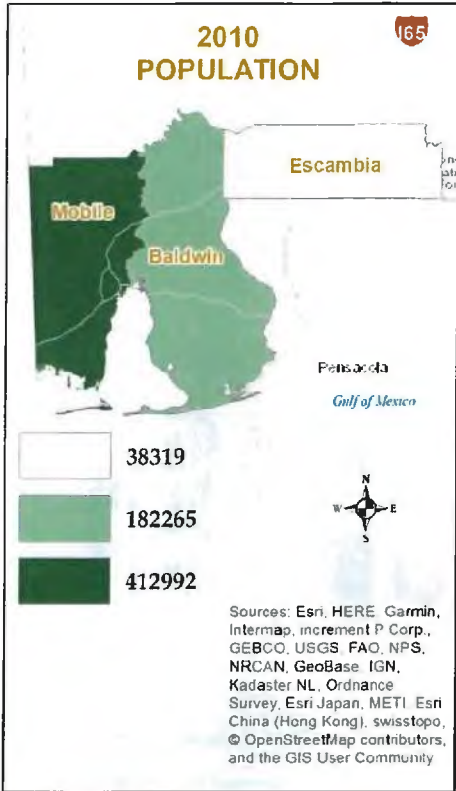 2010
165
POPULATION
Escambia
Mobile
Baldwin
Pensacola
Gulf of Mexico
38319
182265
412992
N
W E
S
Sources: Esri, HERE, Garmin,
Intermap, increment P Corp.,
GEBCO, USGS, FAO, NPS,
NRCAN, GeoBase, IGN,
Kadaster NL, Ordnance
Survey, Esri Japan, METI, Esri
China (Hong Kong), swisstopo,
© OpenStreetMap contributors,
and the GIS User Community